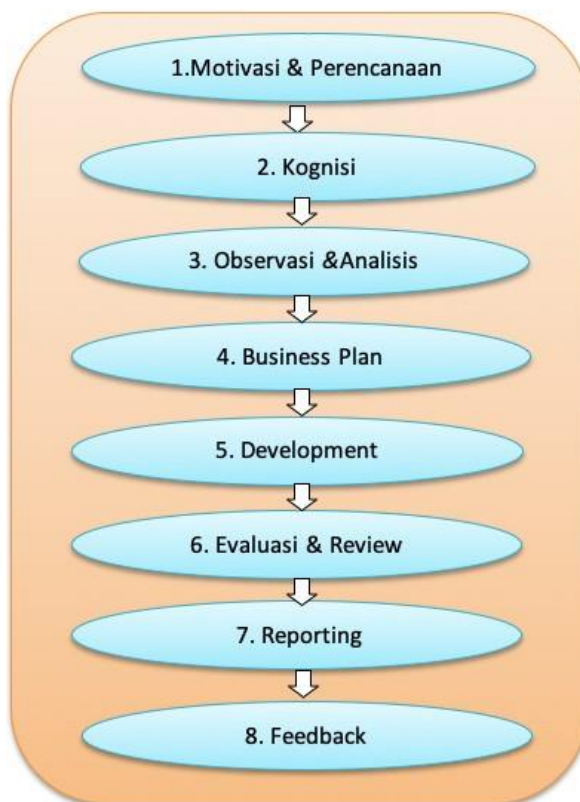 1.Motivasi & Perencanaan
2. Kognisi
3. Observasi &Analisis
4. Business Plan
5. Development
6. Evaluasi & Review
7. Reporting
8. Feedback